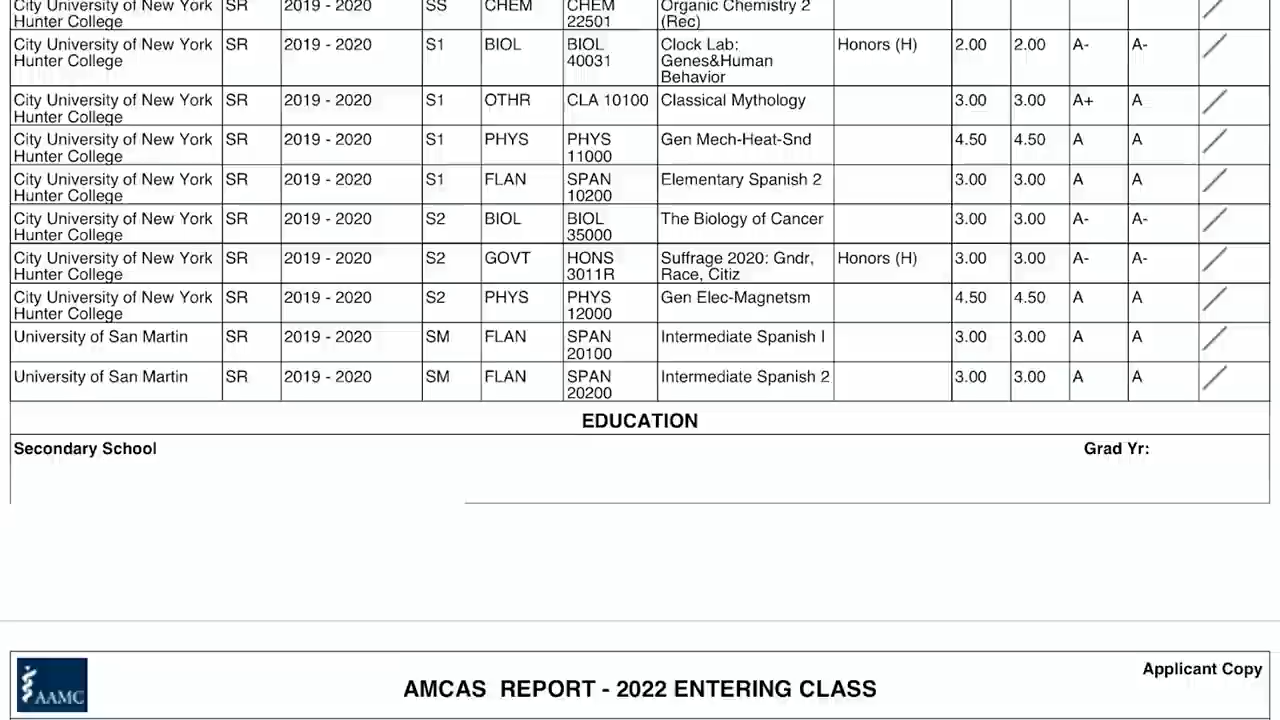 City University of New York SR 2019 - 2020 SS CHEM CHEM Organic Chemistry 2
Hunter College 22501 (Rec)
City University of New York SR 2019 - 2020 S1 BIOL BIOL Clock Lab: Honors (H) 2.00 2.00 A- A-
Hunter College 40031 Genes&Human
Behavior
City University of New York SR 2019 - 2020 S1 OTHR CLA 10100 Classical Mythology 3.00 3.00 A+ A
Hunter College
City University of New York SR 2019 - 2020 S1 PHYS PHYS Gen Mech-Heat-Snd 4.50 4.50 A A
Hunter College 11000
City University of New York SR 2019 - 2020 S1 FLAN SPAN Elementary Spanish 2 3.00 3.00 A A
Hunter College 10200
City University of New York SR 2019 - 2020 S2 BIOL BIOL The Biology of Cancer 3.00 3.00 A- A-
Hunter College 35000
City University of New York SR 2019 - 2020 S2 GOVT HONS Suffrage 2020: Gndr, Honors (H) 3.00 3.00 A- A-
Hunter College 3011R Race, Citiz
City University of New York SR 2019 - 2020 S2 PHYS PHYS Gen Elec-Magnetsm 4.50 4.50 A A
Hunter College 12000
University of San Martin SR 2019 - 2020 SM FLAN SPAN Intermediate Spanish I 3.00 3.00 A A
20100
University of San Martin SR 2019 - 2020 SM FLAN SPAN Intermediate Spanish 2 3.00 3.00 A A
20200
EDUCATION
Secondary School Grad Yr:
Applicant Copy
AAMC AMCAS REPORT - 2022 ENTERING CLASS